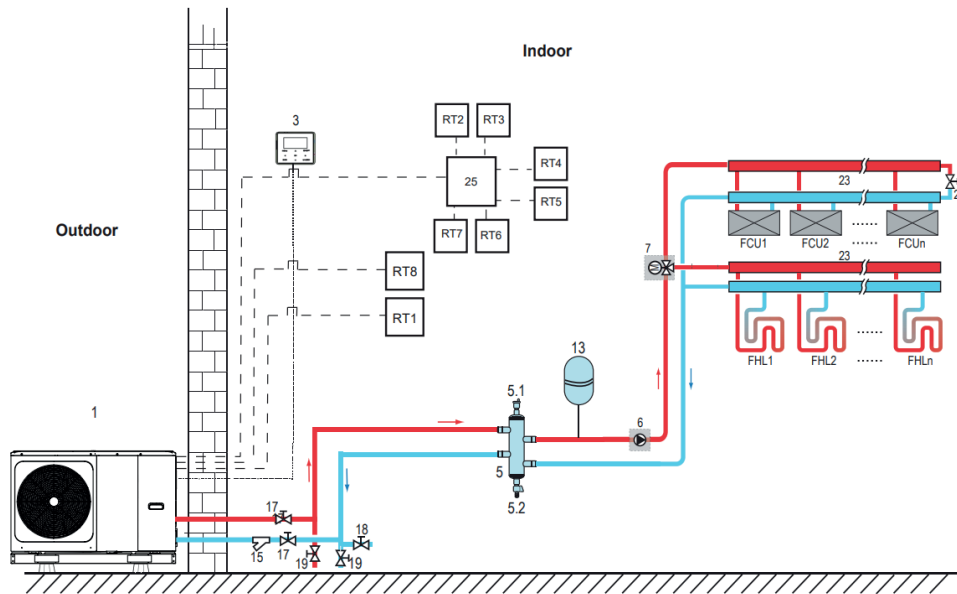 Indoor
3
RT2
RT3
25
RT4
RT5
RT7
RT6
23
FCU1
FCU2
......
FCUn
......
Outdoor
RT8
7
23
RT1
13
FHL1
FHL2
......
FHLn
......
5.1
6
1
5
5.2
17
18
15
17
19
19